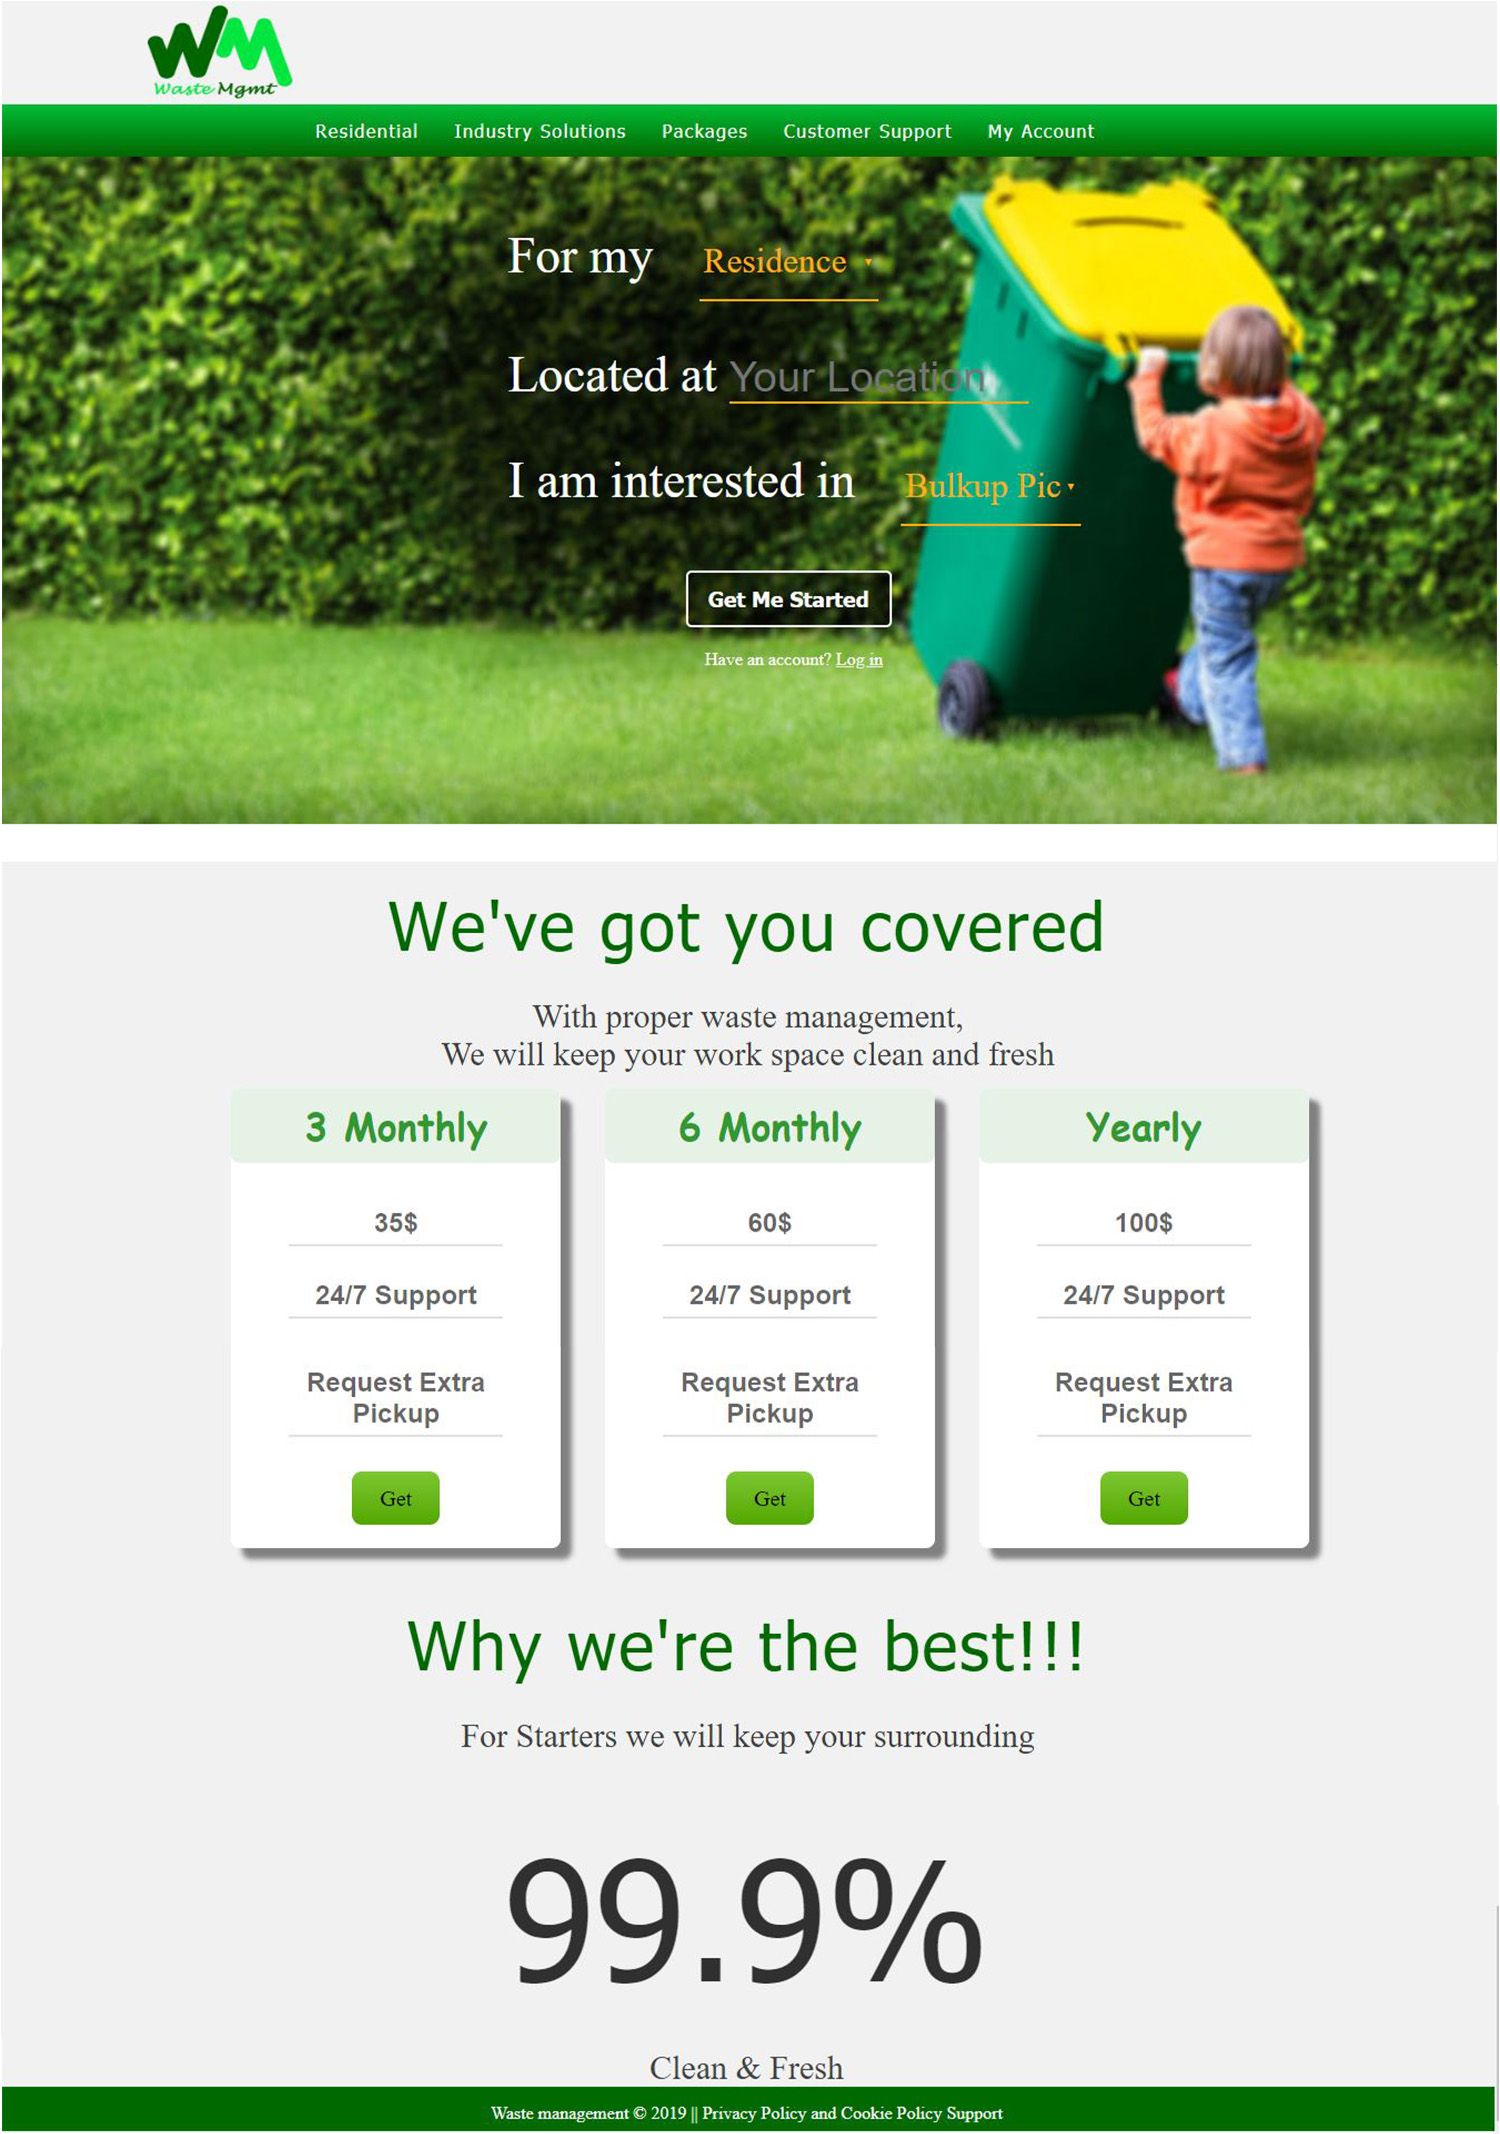 WM
Waste Mgmt
Residential Industry Solutions Packages Customer Support My Account
For my Residence
Located at Your Location
I am interested in Bulkup Pic
Get Me Started
Have an account? Log in
We've got you covered
With proper waste management,
We will keep your work space clean and fresh
3 Monthly
35$
24/7 Support
Request Extra
Pickup
Get
6 Monthly
60$
24/7 Support
Request Extra
Pickup
Get
Yearly
100$
24/7 Support
Request Extra
Pickup
Get
Why we're the best!!!
For Starters we will keep your surrounding
99.9%
Clean & Fresh
Waste management © 2019 || Privacy Policy and Cookie Policy Support